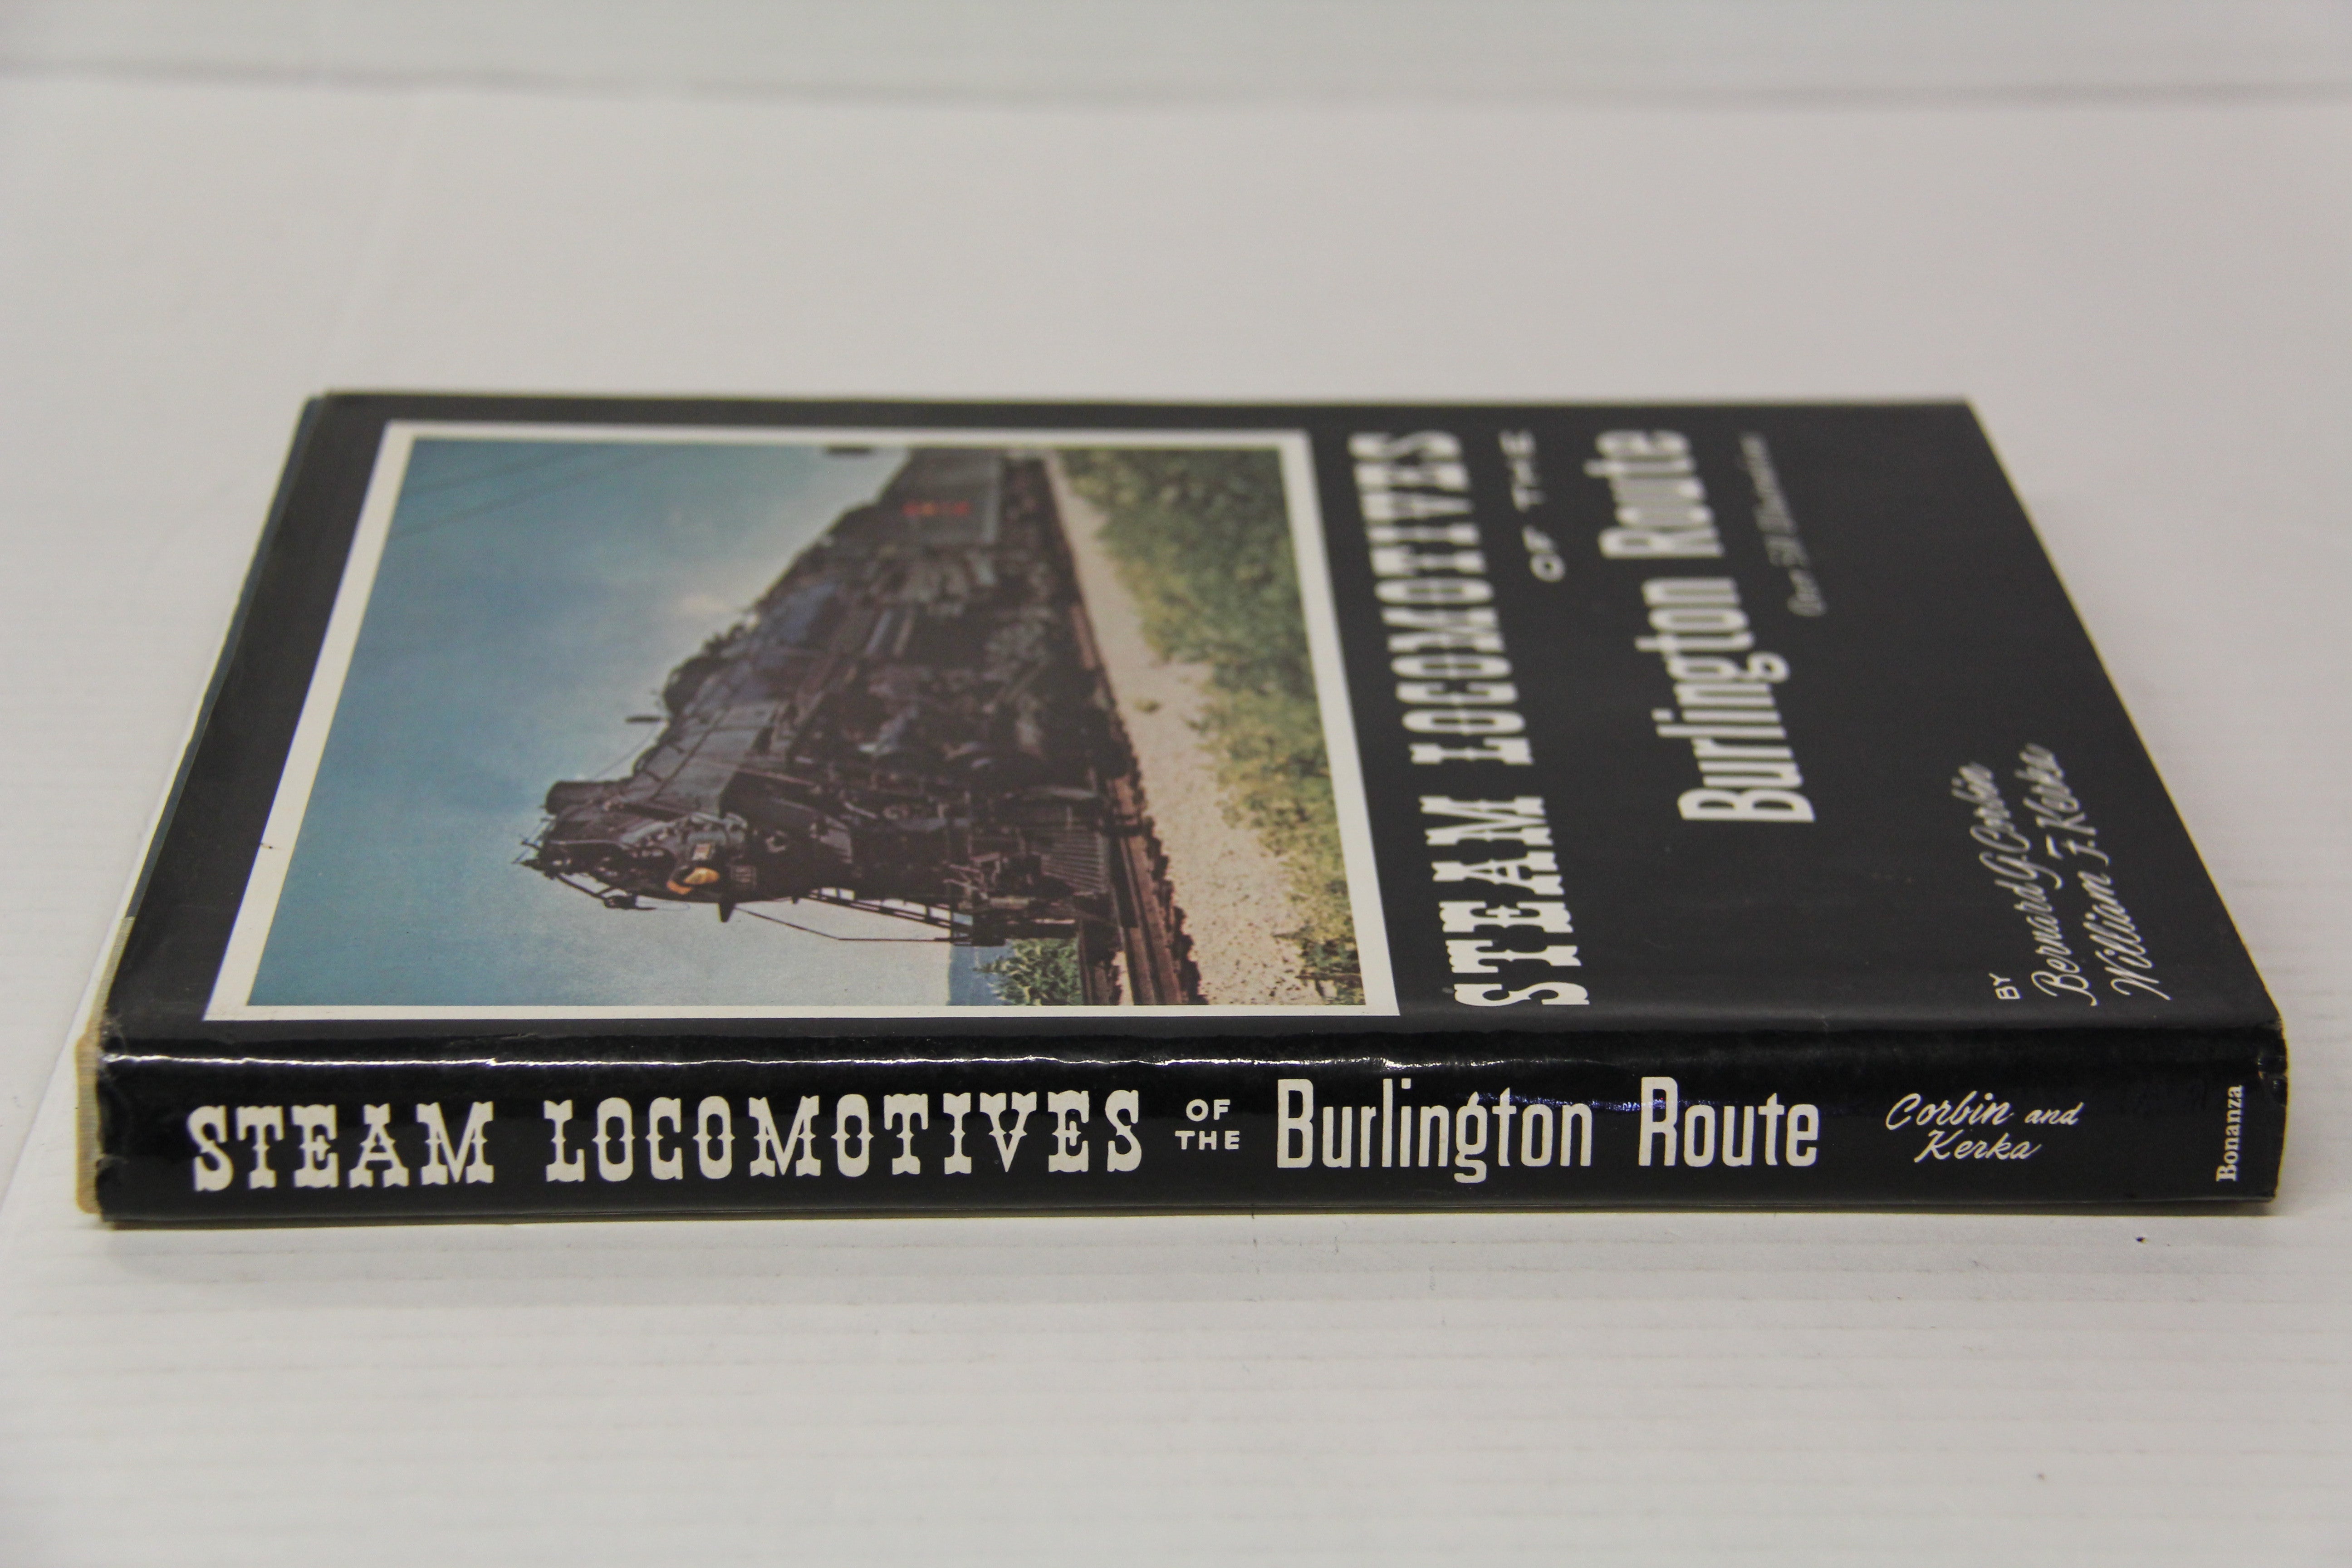 STEAM LOCOMOTIVES
OF THE
Burlington Route
Over
BY
Bernard G. Corbin
William F. Kerka
STEAM LOCOMOTIVES
OF
THE
Burlington Route
Corbin and
Kerka
Bonanza